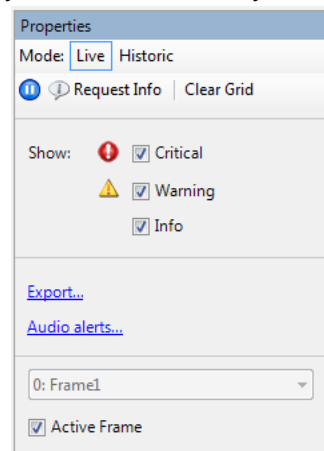 Properties
Mode: Live Historic
Request Info Clear Grid
Show: Critical
Warning
Info
Export...
Audio alerts...
0: Frame1
Active Frame